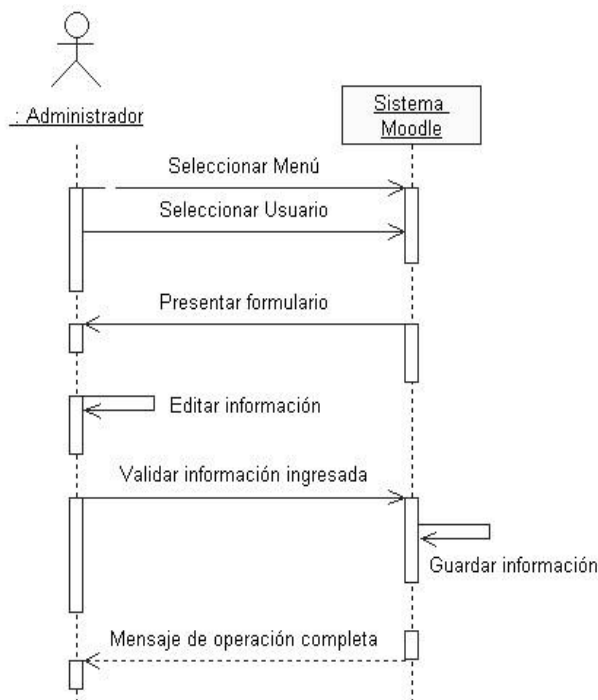 : Administrador
Sistema
Moodle
Seleccionar Menú
Seleccionar Usuario
Presentar formulario
Editar información
Validar información ingresada
Guardar información
Mensaje de operación completa